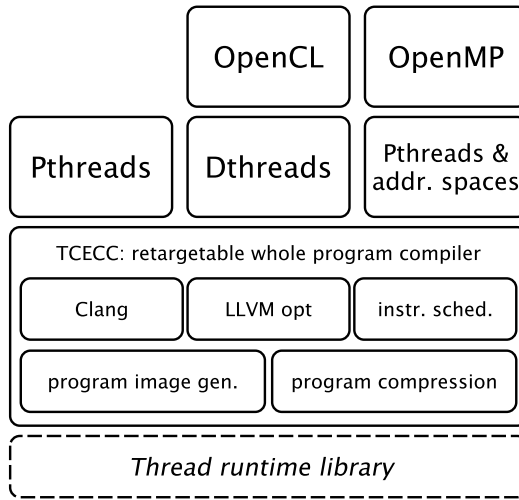 OpenCL
OpenMP
Pthreads
Dthreads
Pthreads &
addr. spaces
TCECC: retargetable whole program compiler
Clang
LLVM opt
instr. sched.
program image gen.
program compression
Thread runtime library